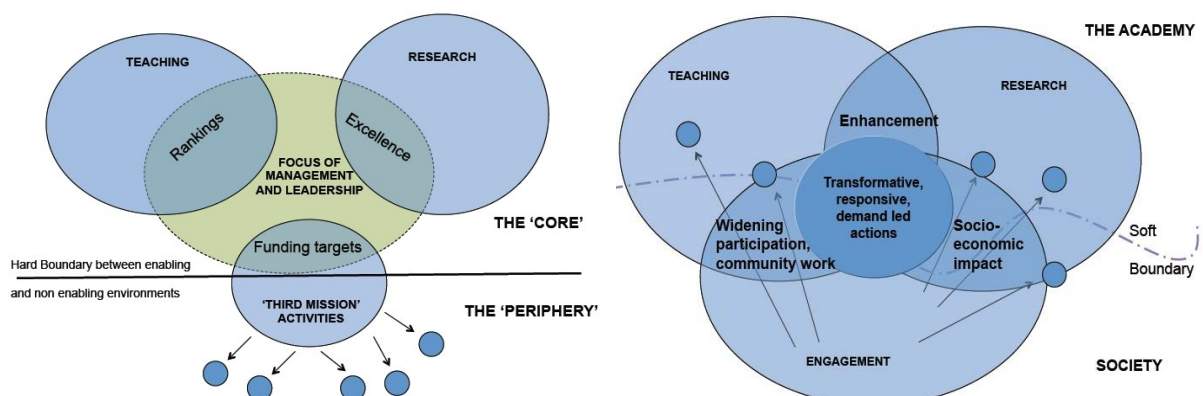 TEACHING
RESEARCH
Rankings
Excellence
FOCUS OF
MANAGEMENT
AND LEADERSHIP
THE ‘CORE’
Funding targets
Hard Boundary between enabling
and non enabling environments
‘THIRD MISSION’
ACTIVITIES
THE ‘PERIPHERY’
THE ACADEMY
TEACHING
RESEARCH
Enhancement
Transformative,
responsive,
demand led
actions
Widening
participation,
community work
Socio-
economic
impact
Soft
Boundary
ENGAGEMENT
SOCIETY